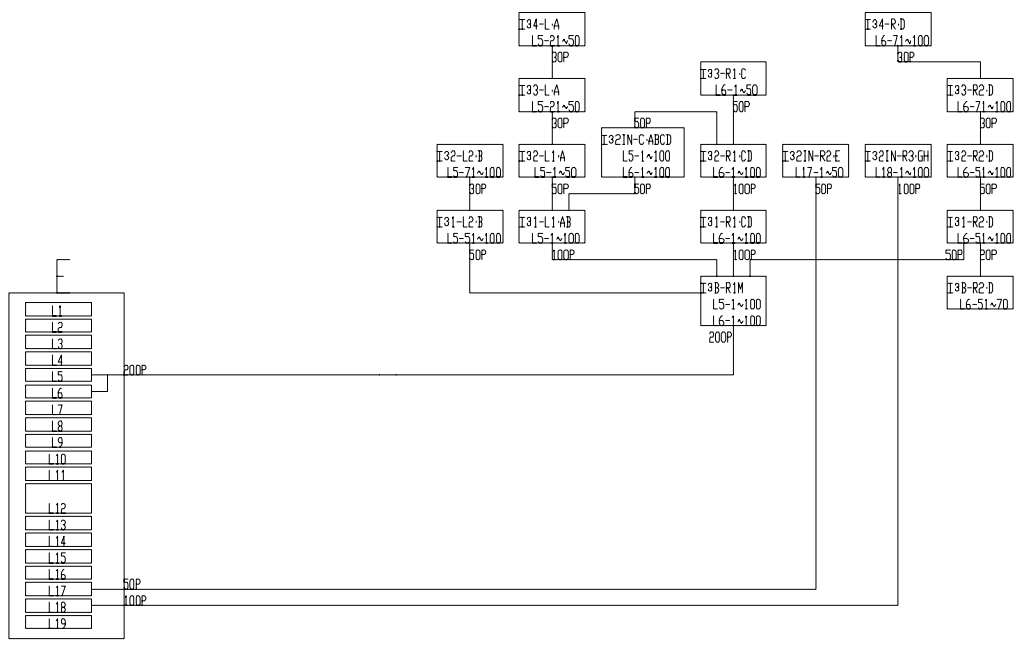 I34-L·A
L5-21~50
30P
I34-R·D
L6-71~100
30P
I33-L·A
L5-21~50
30P
I33-R1·C
L6-1~50
50P
I33-R2·D
L6-71~100
30P
50P
I32-L2·B
L5-71~100
30P
I32-L1·A
L5-1~50
50P
I32IN-C·ABCD
L5-1~100
L6-1~100
50P
I32-R1·CD
L6-1~100
100P
I32IN-R2·E
L17-1~50
50P
I32IN-R3·GH
L18-1~100
100P
I32-R2·D
L6-51~100
50P
I31-L2·B
L5-51~100
50P
I31-L1·AB
L5-1~100
100P
I31-R1·CD
L6-1~100
100P
I31-R2·D
L6-51~100
50P
20P
I3B-R1M
L5-1~100
L6-1~100
200P
I3B-R2·D
L6-51~70
L1
L2
L3
L4
L5
200P
L6
L7
L8
L9
L10
L11
L12
L13
L14
L15
L16
L17
50P
L18
100P
L19